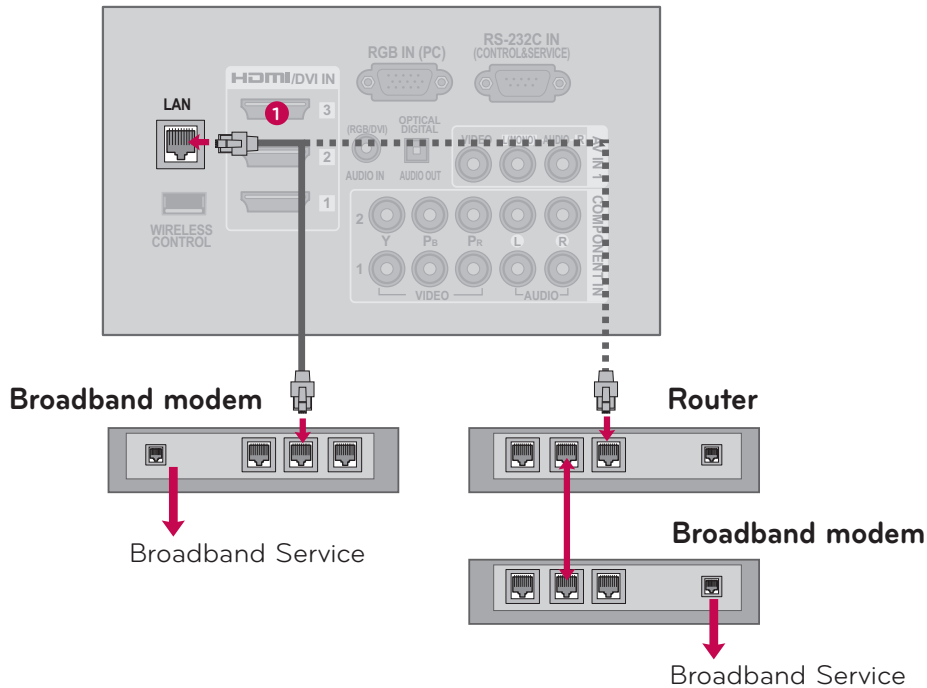 RGB IN (PC)
RS-232C IN
(CONTROL&SERVICE)
HDMI/DVI IN
LAN
1
3
(RGB/DVI)
OPTICAL
DIGITAL
VIDEO
L(MONO)
AUDIO
R
AV IN 1
2
AUDIO IN
AUDIO OUT
1
WIRELESS
CONTROL
2
Y
PB
PR
L
R
COMPONENT IN
1
VIDEO
AUDIO
Broadband modem
Router
Broadband Service
Broadband modem
Broadband Service